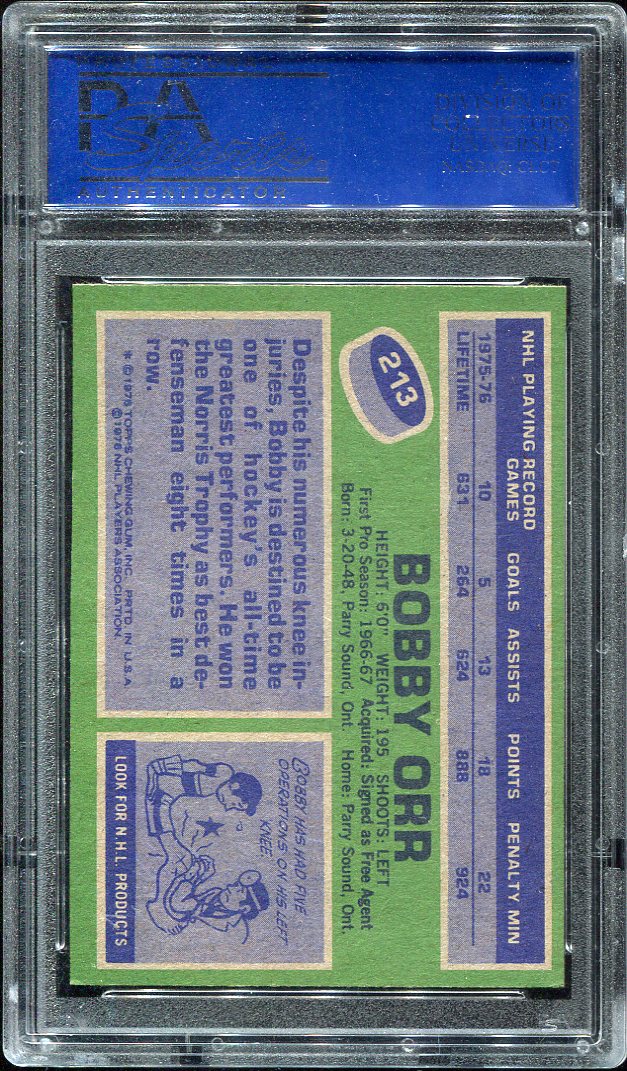 PSA
AUTHENTICATOR
A
DIVISION OF
COLLECTORS
UNIVERSE
NASDAQ: CLCT
NHL PLAYING RECORD
GAMES GOALS ASSISTS POINTS PENALTY MIN
1975-76 10 5 13 18 22
LIFETIME 631 264 624 888 924
213
BOBBY ORR
HEIGHT: 6'0" WEIGHT: 195 SHOOTS: LEFT
First Pro Season: 1966-67 Acquired: Signed as Free Agent
Born: 3-20-48, Parry Sound, Ont. Home: Parry Sound, Ont.
Despite his numerous knee in-
juries, Bobby is destined to be
one of hockey's all-time
greatest performers. He won
the Norris Trophy as best de-
fenseman eight times in a
row.
* © 1976 TOPPS CHEWING GUM, INC. PRTD. IN U.S.A.
© 1976 NHL PLAYERS ASSOCIATION.
BOBBY HAS HAD FIVE
OPERATIONS ON HIS LEFT
KNEE.
LOOK FOR N.H.L. PRODUCTS